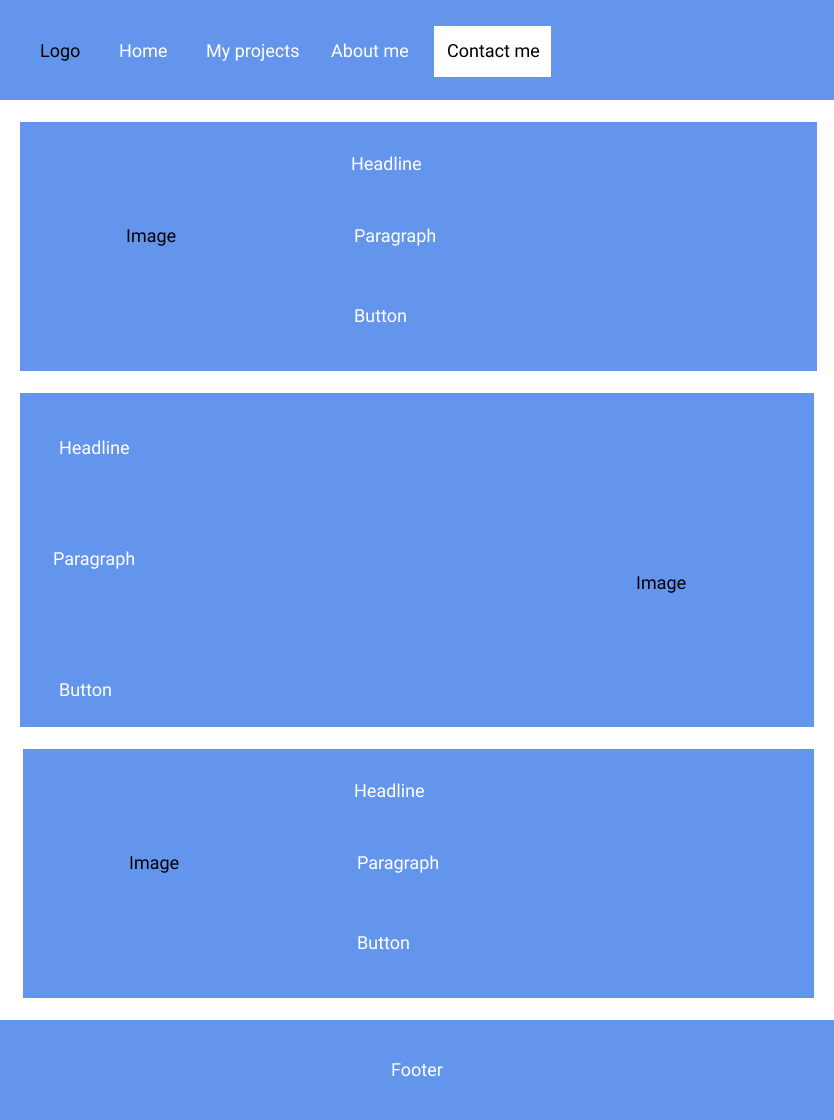 Logo Home My projects About me Contact me
Headline
Image Paragraph
Button
Headline
Paragraph
Image
Button
Headline
Image Paragraph
Button
Footer